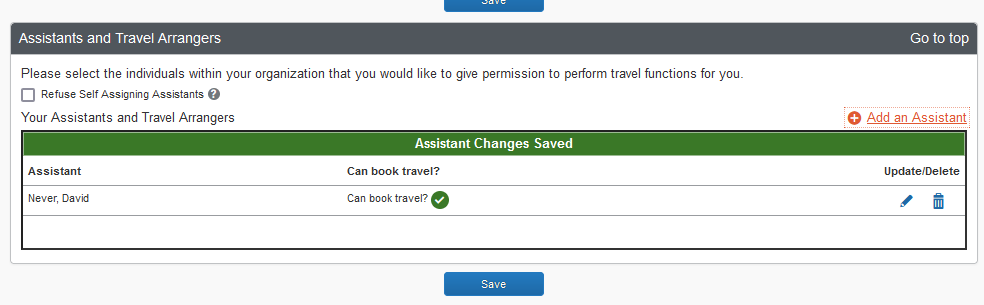 Save
Assistants and Travel Arrangers
Go to top
Please select the individuals within your organization that you would like to give permission to perform travel functions for you.
Refuse Self Assigning Assistants ?
Your Assistants and Travel Arrangers
Add an Assistant
Assistant Changes Saved
Assistant Can book travel? Update/Delete
Never, David Can book travel?
Save